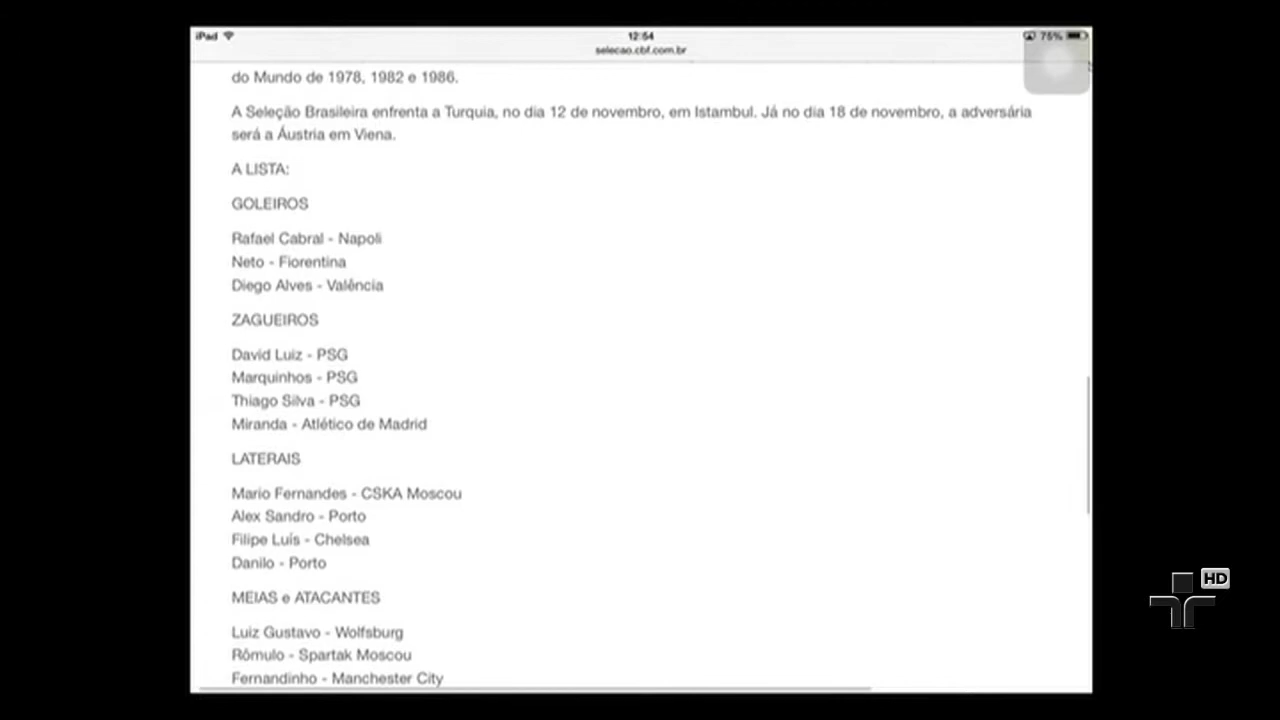 iPad
12:54
75%
selecao.cbf.com.br
do Mundo de 1978, 1982 e 1986.
A Seleção Brasileira enfrenta a Turquia, no dia 12 de novembro, em Istambul. Já no dia 18 de novembro, a adversária
será a Áustria em Viena.
A LISTA:
GOLEIROS
Rafael Cabral - Napoli
Neto - Fiorentina
Diego Alves - Valência
ZAGUEIROS
David Luiz - PSG
Marquinhos - PSG
Thiago Silva - PSG
Miranda - Atlético de Madrid
LATERAIS
Mario Fernandes - CSKA Moscou
Alex Sandro - Porto
Filipe Luís - Chelsea
Danilo - Porto
MEIAS e ATACANTES
Luiz Gustavo - Wolfsburg
Rômulo - Spartak Moscou
Fernandinho - Manchester City
HD